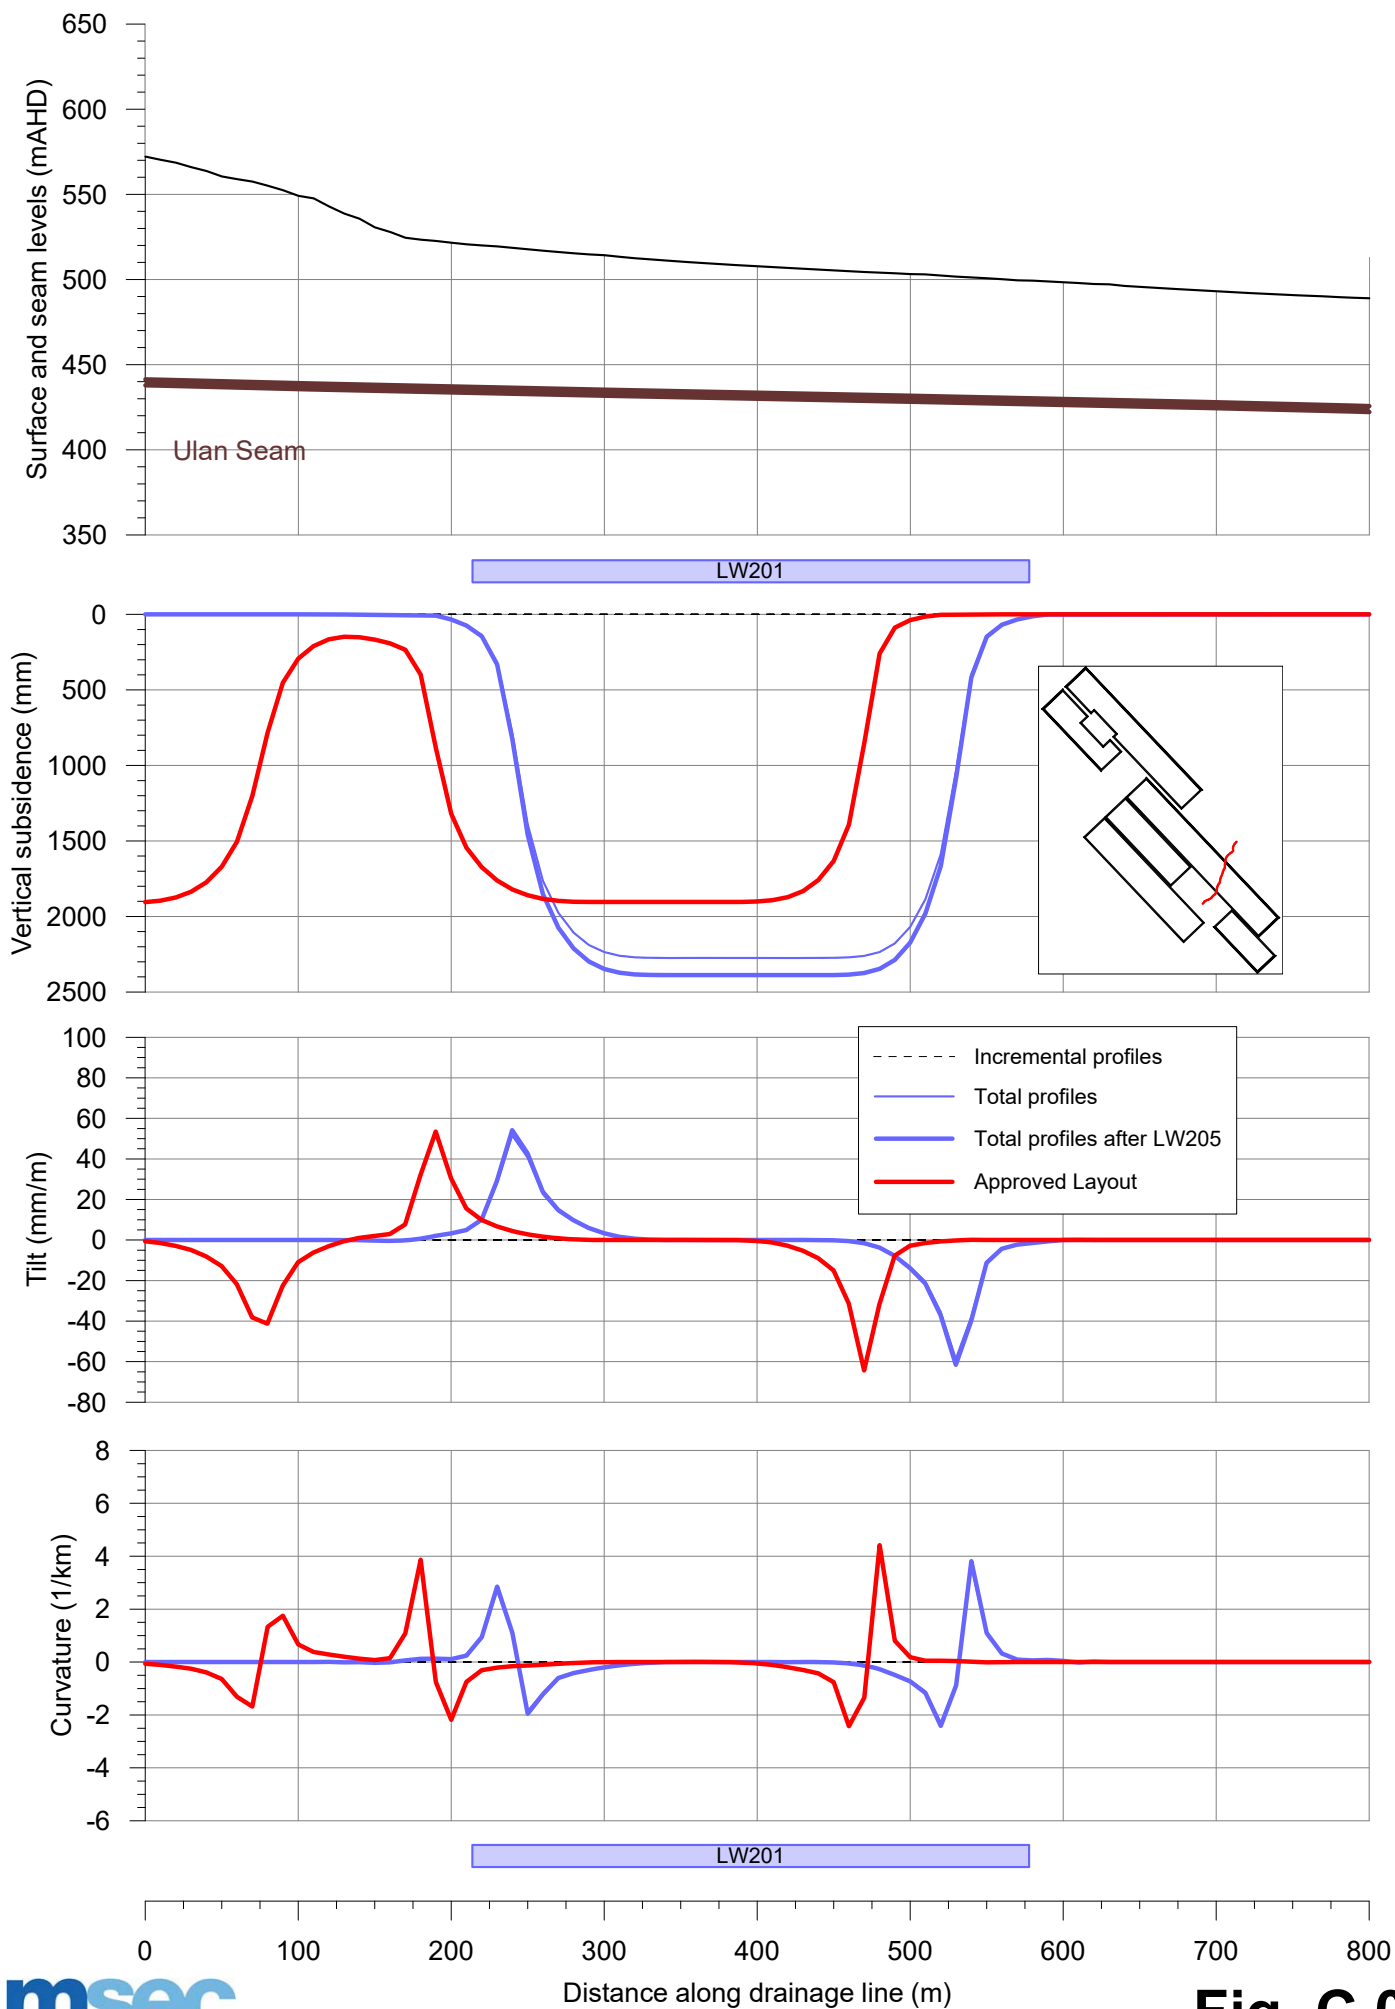 650
600
550
500
450
400
350
Surface and seam levels (mAHD)
Ulan Seam
LW201
0
500
1000
1500
2000
2500
Vertical subsidence (mm)
100
80
60
40
20
0
-20
-40
-60
-80
Tilt (mm/m)
Incremental profiles
Total profiles
Total profiles after LW205
Approved Layout
8
6
4
2
0
-2
-4
-6
Curvature (1/km)
LW201
0 100 200 300 400 500 600 700 800
Distance along drainage line (m)
msec
Fig. C.0